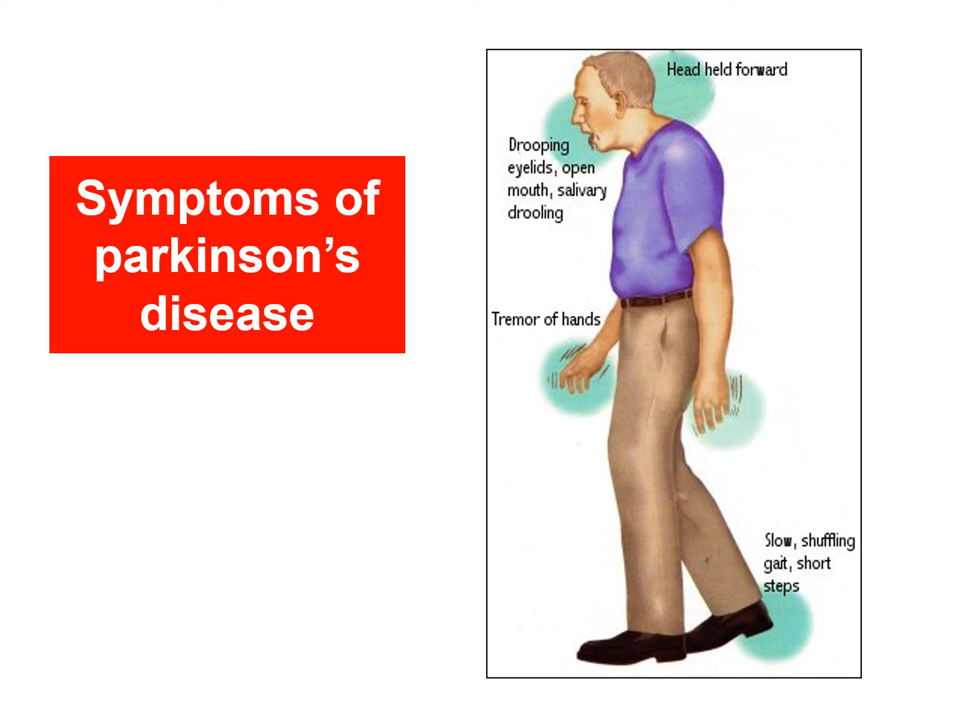 Symptoms of
parkinson's
disease
Head held forward
Drooping
eyelids, open
mouth, salivary
drooling
Tremor of hands
Slow, shuffling
gait, short
steps